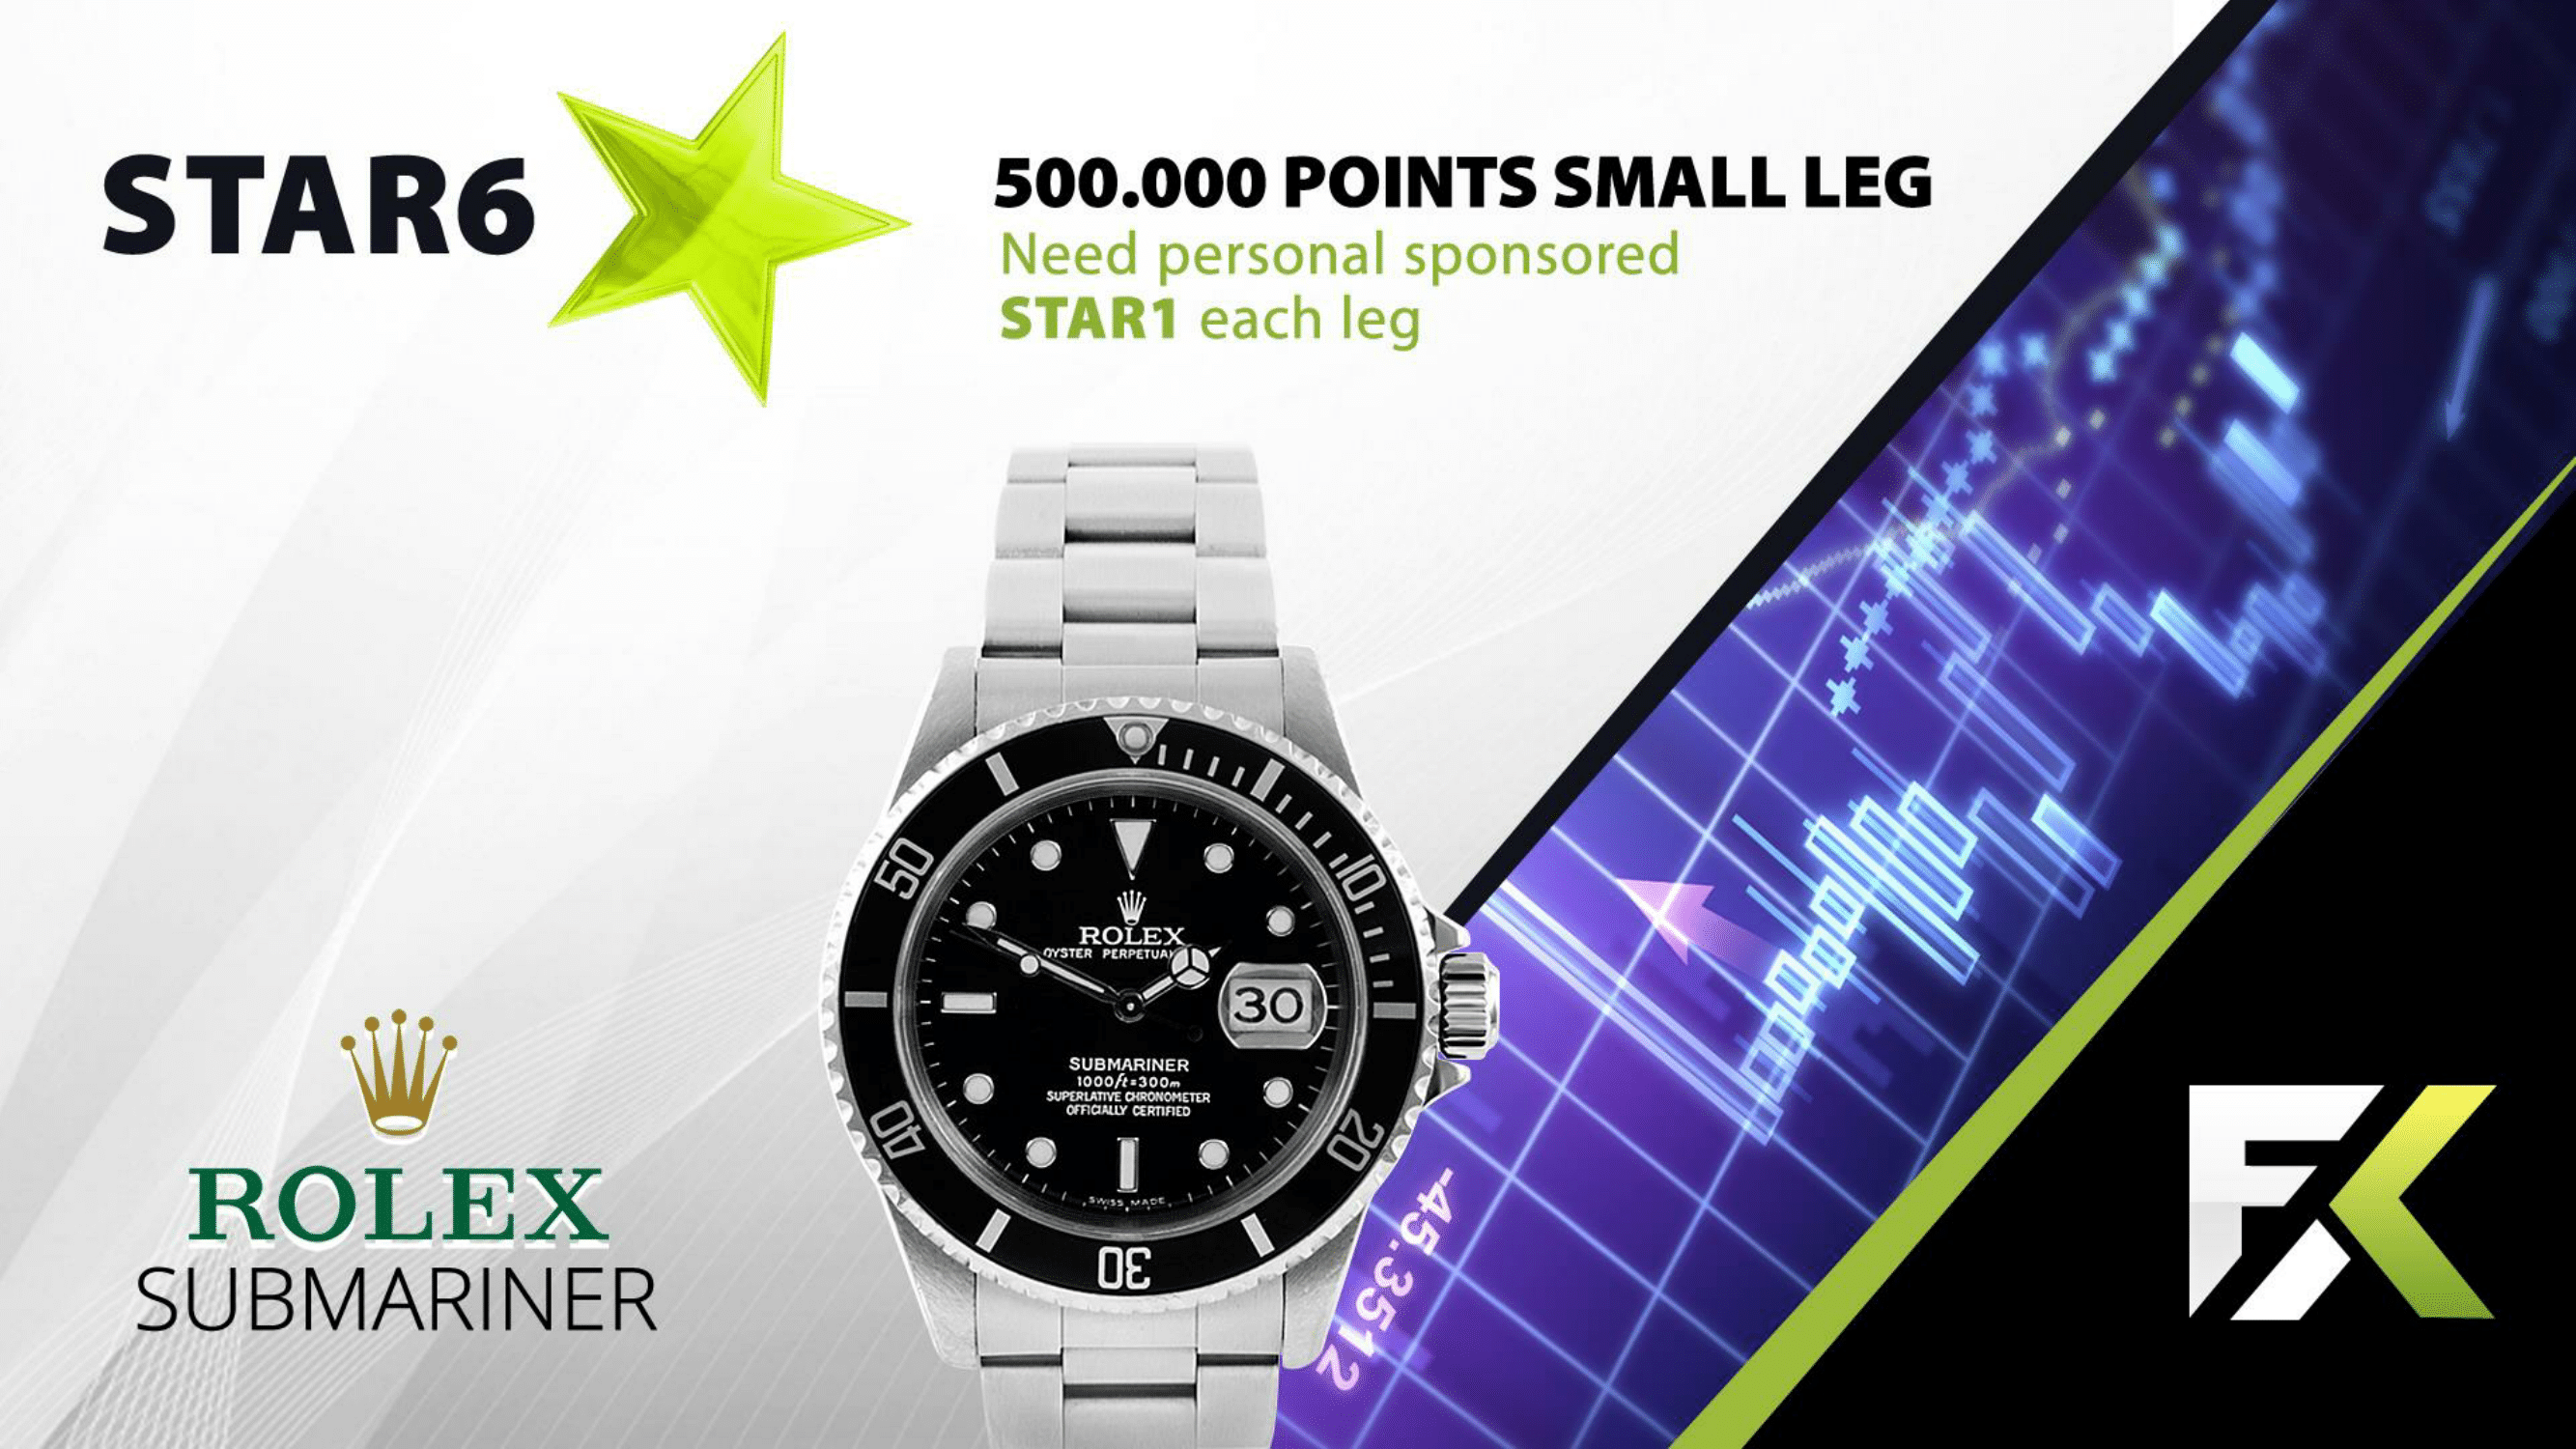 STAR6
500.000 POINTS SMALL LEG
Need personal sponsored
STAR1 each leg
50
10
ROLEX
OYSTER PERPETUAL
30
SUBMARINER
1000ft=300m
SUPERLATIVE CHRONOMETER
OFFICIALLY CERTIFIED
40
20
SWISS MADE
30
ROLEX
SUBMARINER
-45.3512
FX